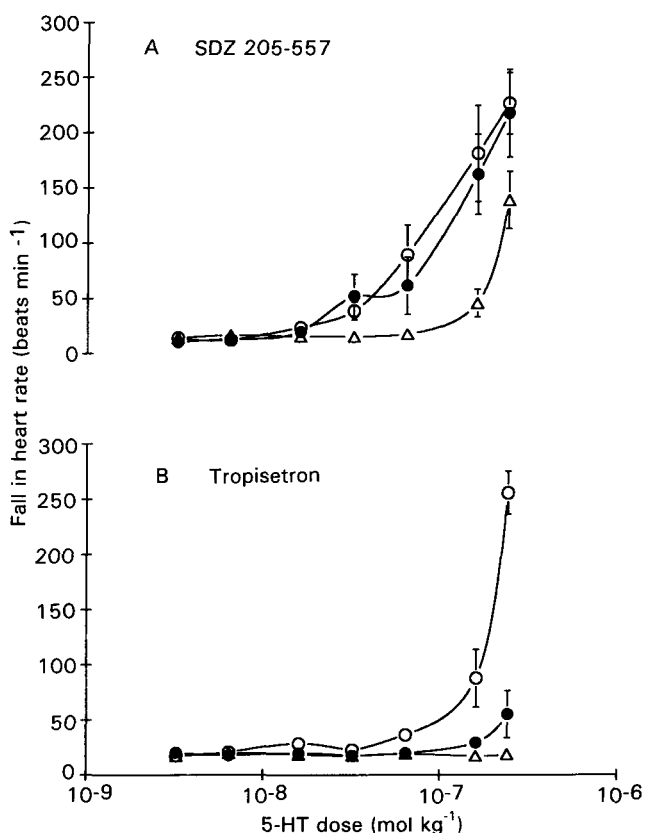 300
A SDZ 205-557
250
200
150
100
50
0
Fall in heart rate (beats min -1)
300
B Tropisetron
250
200
150
100
50
0
10-9 10-8 10-7 10-6
5-HT dose (mol kg-1)